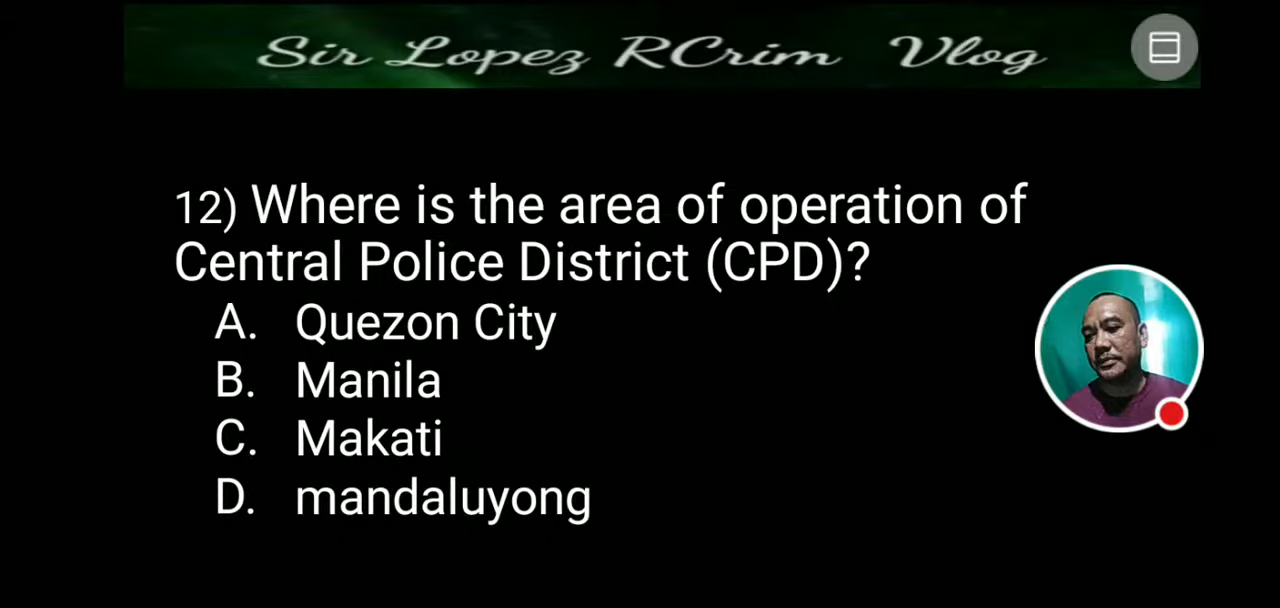 Sir Lopez RCrim Vlog
12) Where is the area of operation of
Central Police District (CPD)?
A. Quezon City
B. Manila
C. Makati
D. mandaluyong